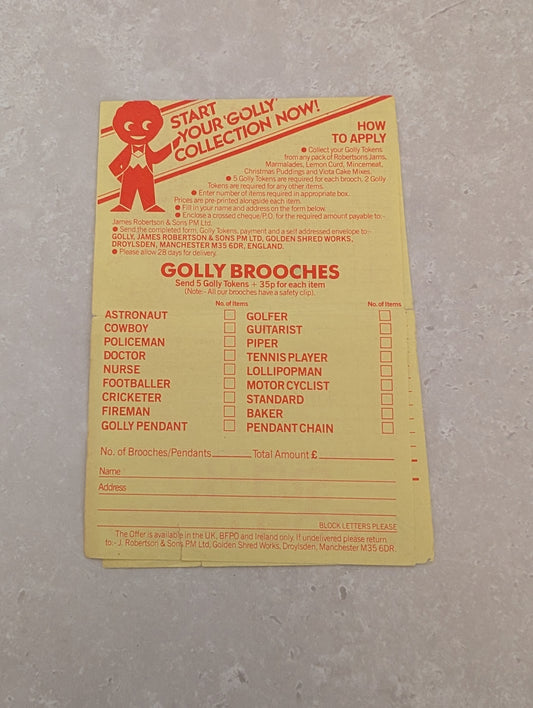 START
YOUR 'GOLLY'
COLLECTION NOW!
HOW
TO APPLY
● Collect your Golly Tokens
from any pack of Robertsons Jams,
Marmalades, Lemon Curd, Mincemeat,
Christmas Puddings and Viota Cake Mixes.
● 5 Golly Tokens are required for each brooch. 2 Golly
Tokens are required for any other items.
● Enter number of items required in appropriate box.
Prices are pre-printed alongside each item.
● Fill in your name and address on the form below.
● Enclose a crossed cheque/P.O. for the required amount payable to:-
James Robertson & Sons PM Ltd.
● Send the completed form, Golly Tokens, payment and a self addressed envelope to:-
GOLLY, JAMES ROBERTSON & SONS PM LTD, GOLDEN SHRED WORKS,
DROYLSDEN, MANCHESTER M35 6DR, ENGLAND.
● Please allow 28 days for delivery.
GOLLY BROOCHES
Send 5 Golly Tokens + 35p for each item
(Note:- All our brooches have a safety clip).
No. of Items
ASTRONAUT
COWBOY
POLICEMAN
DOCTOR
NURSE
FOOTBALLER
CRICKETER
FIREMAN
GOLLY PENDANT
No. of Items
GOLFER
GUITARIST
PIPER
TENNIS PLAYER
LOLLIPOPMAN
MOTOR CYCLIST
STANDARD
BAKER
PENDANT CHAIN
No. of Brooches/Pendants Total Amount £
Name
Address
BLOCK LETTERS PLEASE
The Offer is available in the UK, BFPO and Ireland only. If undelivered please return
to:- J. Robertson & Sons PM Ltd, Golden Shred Works, Droylsden, Manchester M35 6DR.